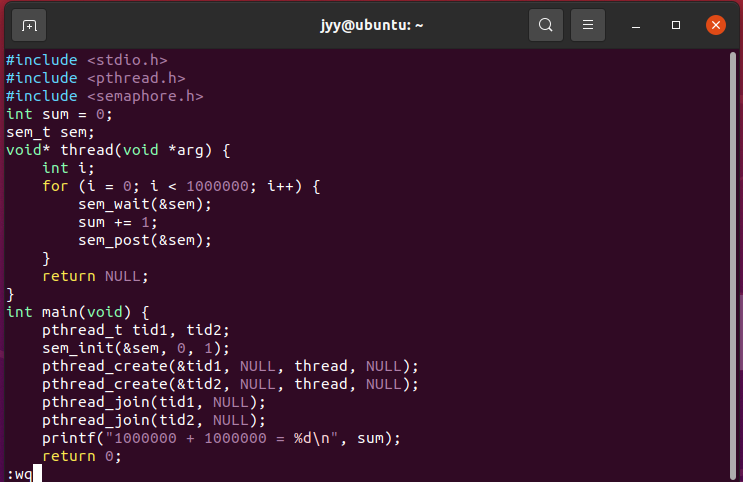 jyy@ubuntu: ~
#include <stdio.h>
#include <pthread.h>
#include <semaphore.h>
int sum = 0;
sem_t sem;
void* thread(void *arg) {
    int i;
    for (i = 0; i < 1000000; i++) {
        sem_wait(&sem);
        sum += 1;
        sem_post(&sem);
    }
    return NULL;
}
int main(void) {
    pthread_t tid1, tid2;
    sem_init(&sem, 0, 1);
    pthread_create(&tid1, NULL, thread, NULL);
    pthread_create(&tid2, NULL, thread, NULL);
    pthread_join(tid1, NULL);
    pthread_join(tid2, NULL);
    printf("1000000 + 1000000 = %d\n", sum);
    return 0;
:wq